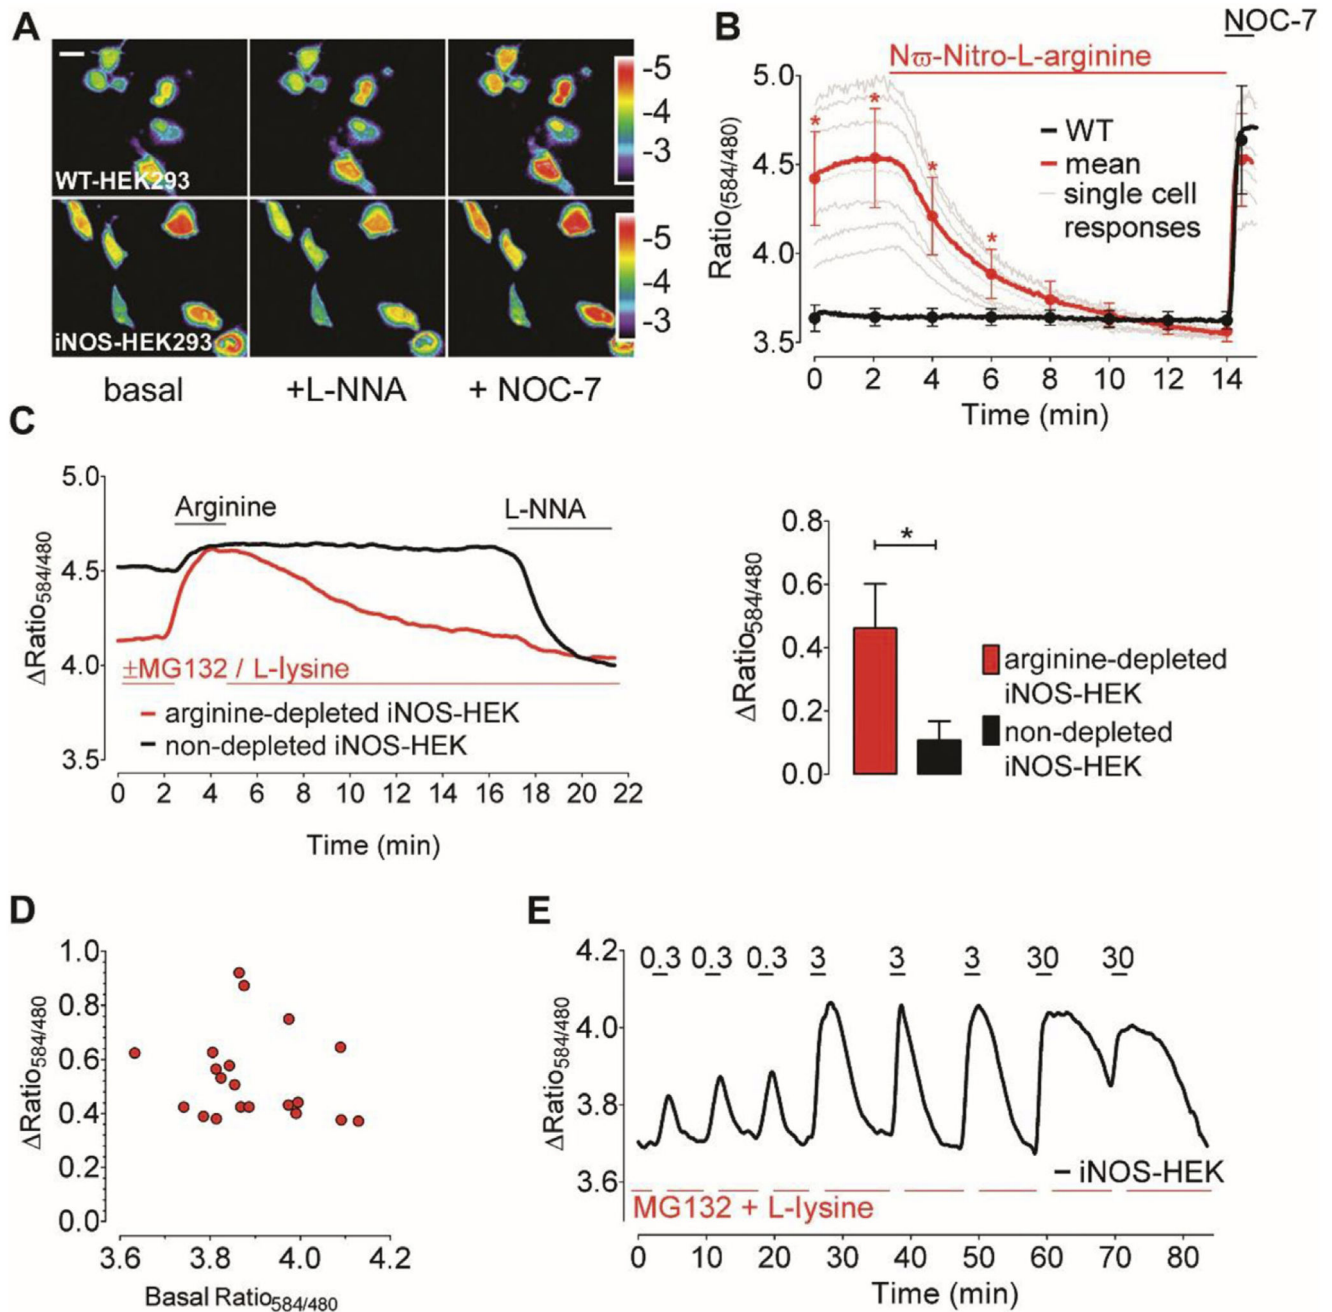 A
WT-HEK293
-5
-4
-3
iNOS-HEK293
-5
-4
-3
basal
+L-NNA
+ NOC-7
B
NOC-7
Nϖ-Nitro-L-arginine
5.0
4.5
4.0
3.5
Ratio(584/480)
* * * *
WT
mean
single cell
responses
0 2 4 6 8 10 12 14
Time (min)
C
5.0
4.5
4.0
3.5
ΔRatio584/480
Arginine
L-NNA
±MG132 / L-lysine
arginine-depleted iNOS-HEK
non-depleted iNOS-HEK
0 2 4 6 8 10 12 14 16 18 20 22
Time (min)
0.8
0.6
0.4
0.2
0.0
ΔRatio584/480
*
arginine-depleted
iNOS-HEK
non-depleted
iNOS-HEK
D
1.0
0.8
0.6
0.4
0.2
0.0
ΔRatio584/480
3.6 3.8 4.0 4.2
Basal Ratio584/480
E
4.2
4.0
3.8
3.6
ΔRatio584/480
0.3 0.3 0.3 3 3 3 30 30
iNOS-HEK
MG132 + L-lysine
0 10 20 30 40 50 60 70 80
Time (min)